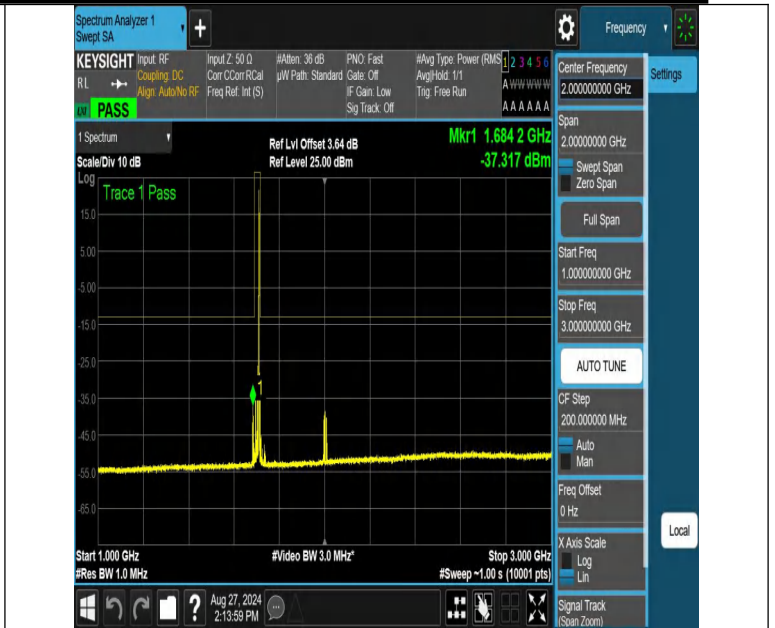 Spectrum Analyzer 1
Swept SA
+
Frequency
KEYSIGHT
RL
PASS
Input: RF
Coupling: DC
Align: Auto/No RF
Input Z: 50 Ω
Corr CCorr RCal
Freq Ref: Int (S)
#Atten: 36 dB
µW Path: Standard
PNO: Fast
Gate: Off
IF Gain: Low
Sig Track: Off
#Avg Type: Power (RMS
Avg|Hold: 1/1
Trig: Free Run
1 2 3 4 5 6
A W W W W W
A A A A A A
Center Frequency
2.00000000 GHz
Settings
Span
2.00000000 GHz
Swept Span
Zero Span
Full Span
Start Freq
1.000000000 GHz
Stop Freq
3.000000000 GHz
AUTO TUNE
CF Step
200.000000 MHz
Auto
Man
Freq Offset
0 Hz
X Axis Scale
Log
Lin
Signal Track
(Span Zoom)
Local
1 Spectrum
Scale/Div 10 dB
Ref Lvl Offset 3.64 dB
Ref Level 25.00 dBm
Mkr1 1.684 2 GHz
-37.317 dBm
Log
Trace 1 Pass
15.0
5.00
-5.00
-15.0
-25.0
-35.0
-45.0
-55.0
-65.0
1
Start 1.000 GHz
#Res BW 1.0 MHz
#Video BW 3.0 MHz*
Stop 3.000 GHz
#Sweep ~1.00 s (10001 pts)
?
Aug 27, 2024
2:13:59 PM